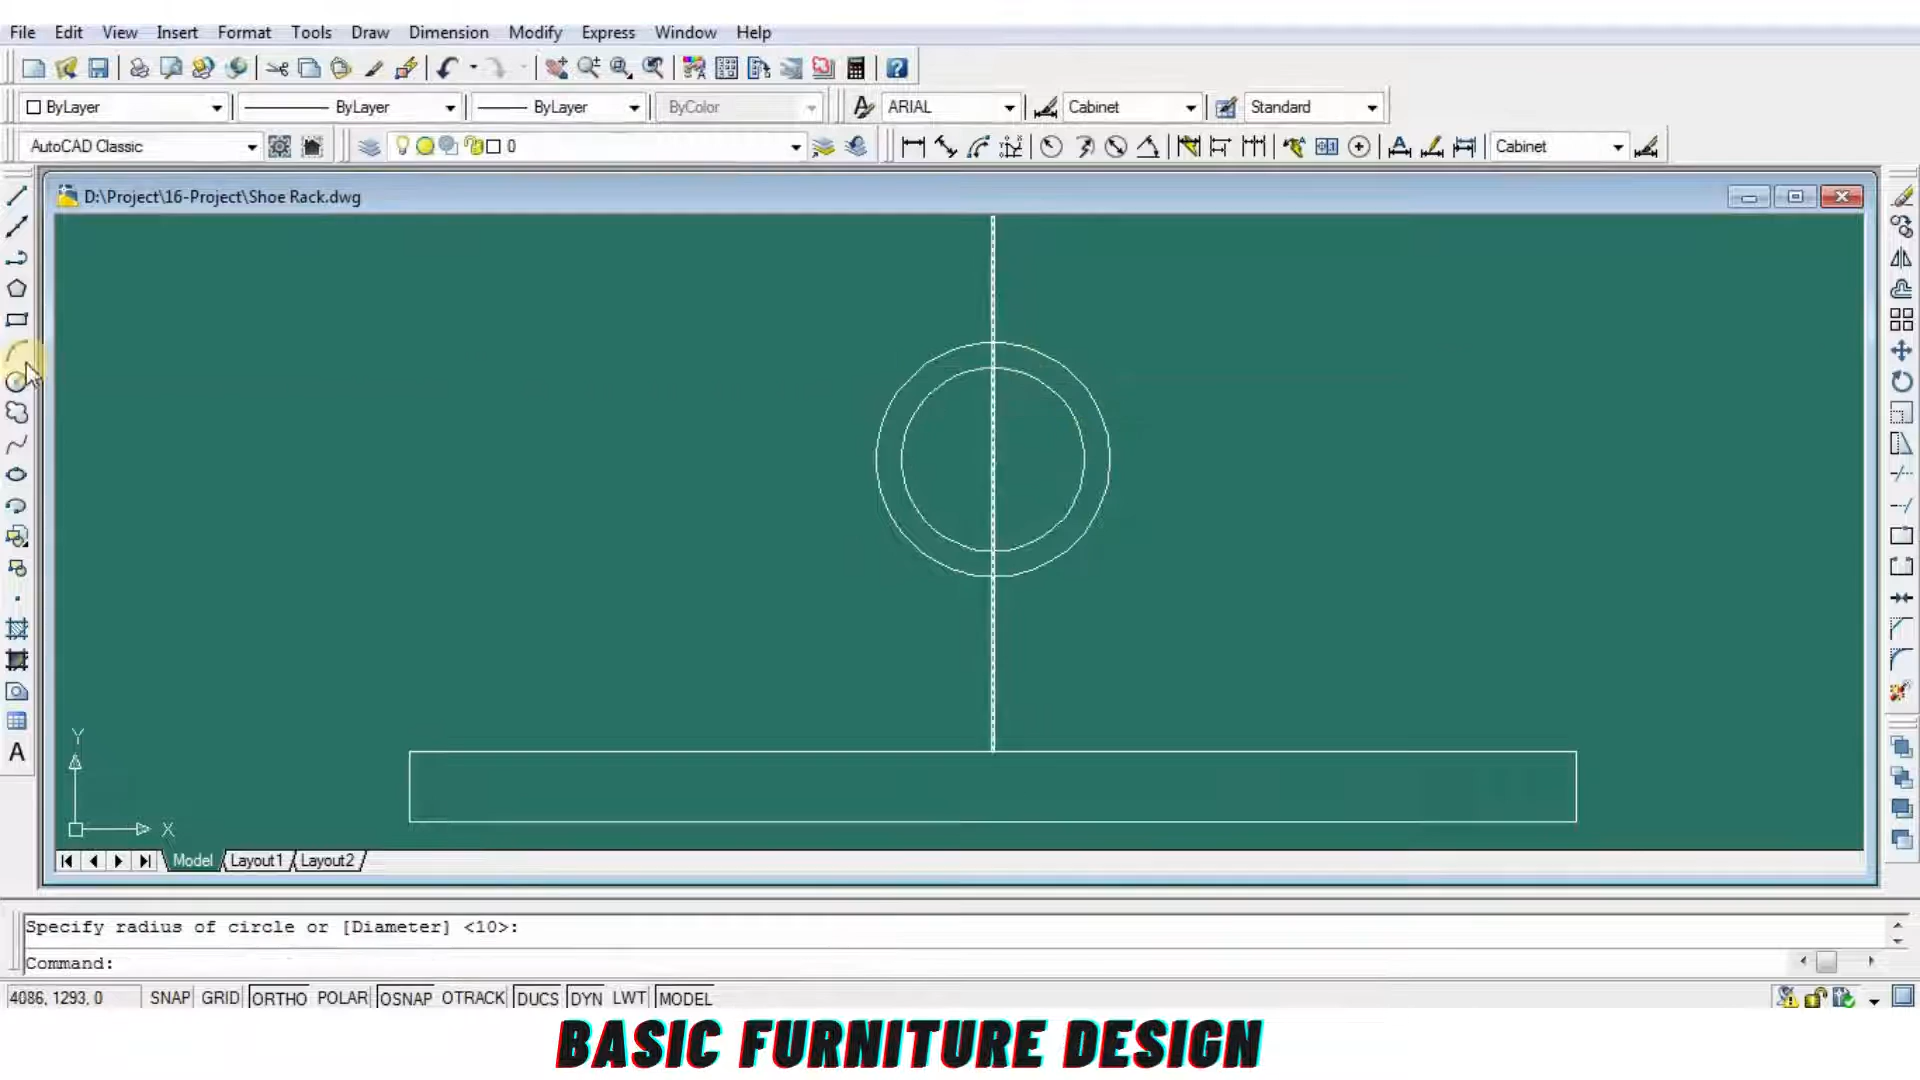 File Edit View Insert Format Tools Draw Dimension Modify Express Window Help
ByLayer ByLayer ByLayer ByColor ARIAL Cabinet Standard
AutoCAD Classic 0 Cabinet
D:\Project\16-Project\Shoe Rack.dwg
A
Y
X
Model Layout1 Layout2
Specify radius of circle or [Diameter] <10>:
Command:
4086, 1293, 0 SNAP GRID ORTHO POLAR OSNAP OTRACK DUCS DYN LWT MODEL
BASIC FURNITURE DESIGN